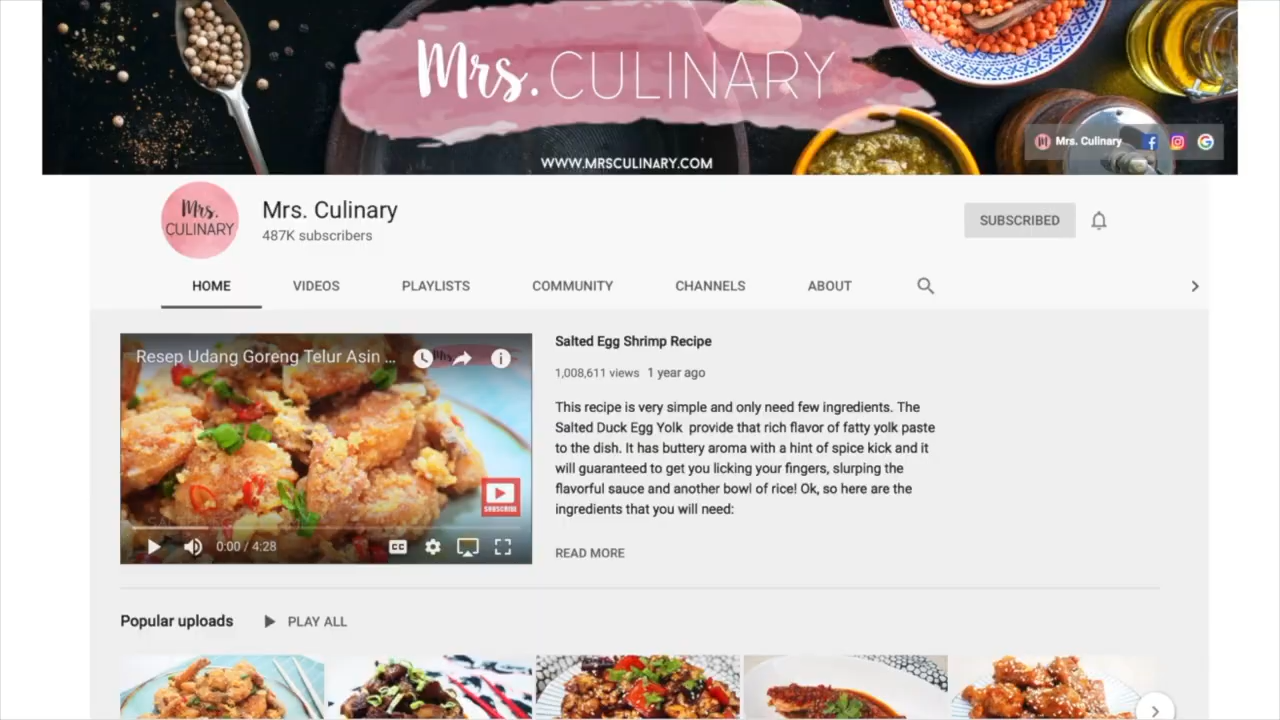 Mrs. CULINARY
WWW.MRSCULINARY.COM
Mrs. Culinary
Mrs.
CULINARY
Mrs. Culinary
487K subscribers
SUBSCRIBED
HOME VIDEOS PLAYLISTS COMMUNITY CHANNELS ABOUT
Resep Udang Goreng Telur Asin ...
Mrs.
SUBSCRIBE
0:00 / 4:28
CC
Salted Egg Shrimp Recipe
1,008,611 views 1 year ago
This recipe is very simple and only need few ingredients. The
Salted Duck Egg Yolk provide that rich flavor of fatty yolk paste
to the dish. It has buttery aroma with a hint of spice kick and it
will guaranteed to get you licking your fingers, slurping the
flavorful sauce and another bowl of rice! Ok, so here are the
ingredients that you will need:
READ MORE
Popular uploads PLAY ALL